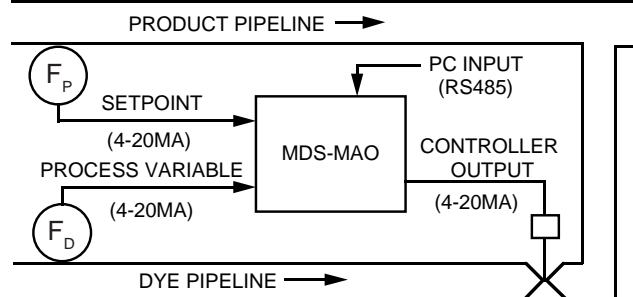 PRODUCT PIPELINE
FP
PC INPUT
(RS485)
SETPOINT
(4-20MA)
MDS-MAO
CONTROLLER
OUTPUT
(4-20MA)
PROCESS VARIABLE
(4-20MA)
FD
DYE PIPELINE